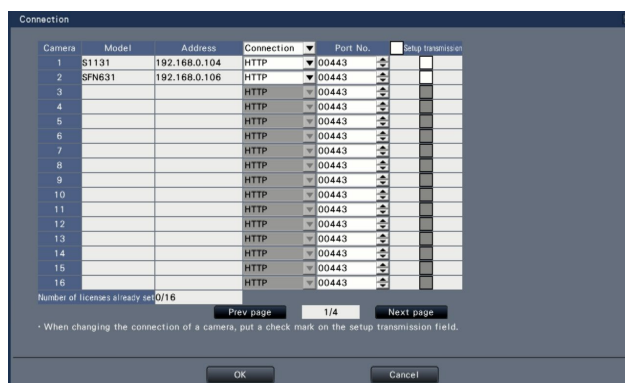 Connection
Camera Model Address Connection Port No. Setup transmission
1 S1131 192.168.0.104 HTTP 00443
2 SFN631 192.168.0.106 HTTP 00443
3 HTTP 00443
4 HTTP 00443
5 HTTP 00443
6 HTTP 00443
7 HTTP 00443
8 HTTP 00443
9 HTTP 00443
10 HTTP 00443
11 HTTP 00443
12 HTTP 00443
13 HTTP 00443
14 HTTP 00443
15 HTTP 00443
16 HTTP 00443
Number of licenses already set 0/16
Prev page 1/4 Next page
· When changing the connection of a camera, put a check mark on the setup transmission field.
OK Cancel